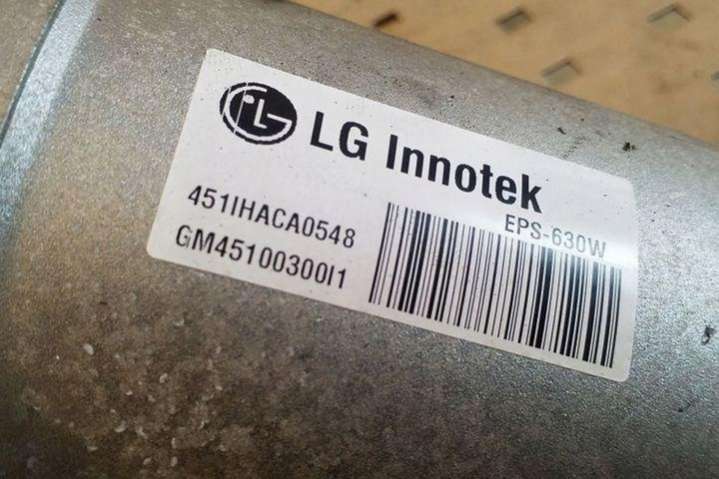 LG Innotek
EPS-630W
451IHACA0548
GM4510030011